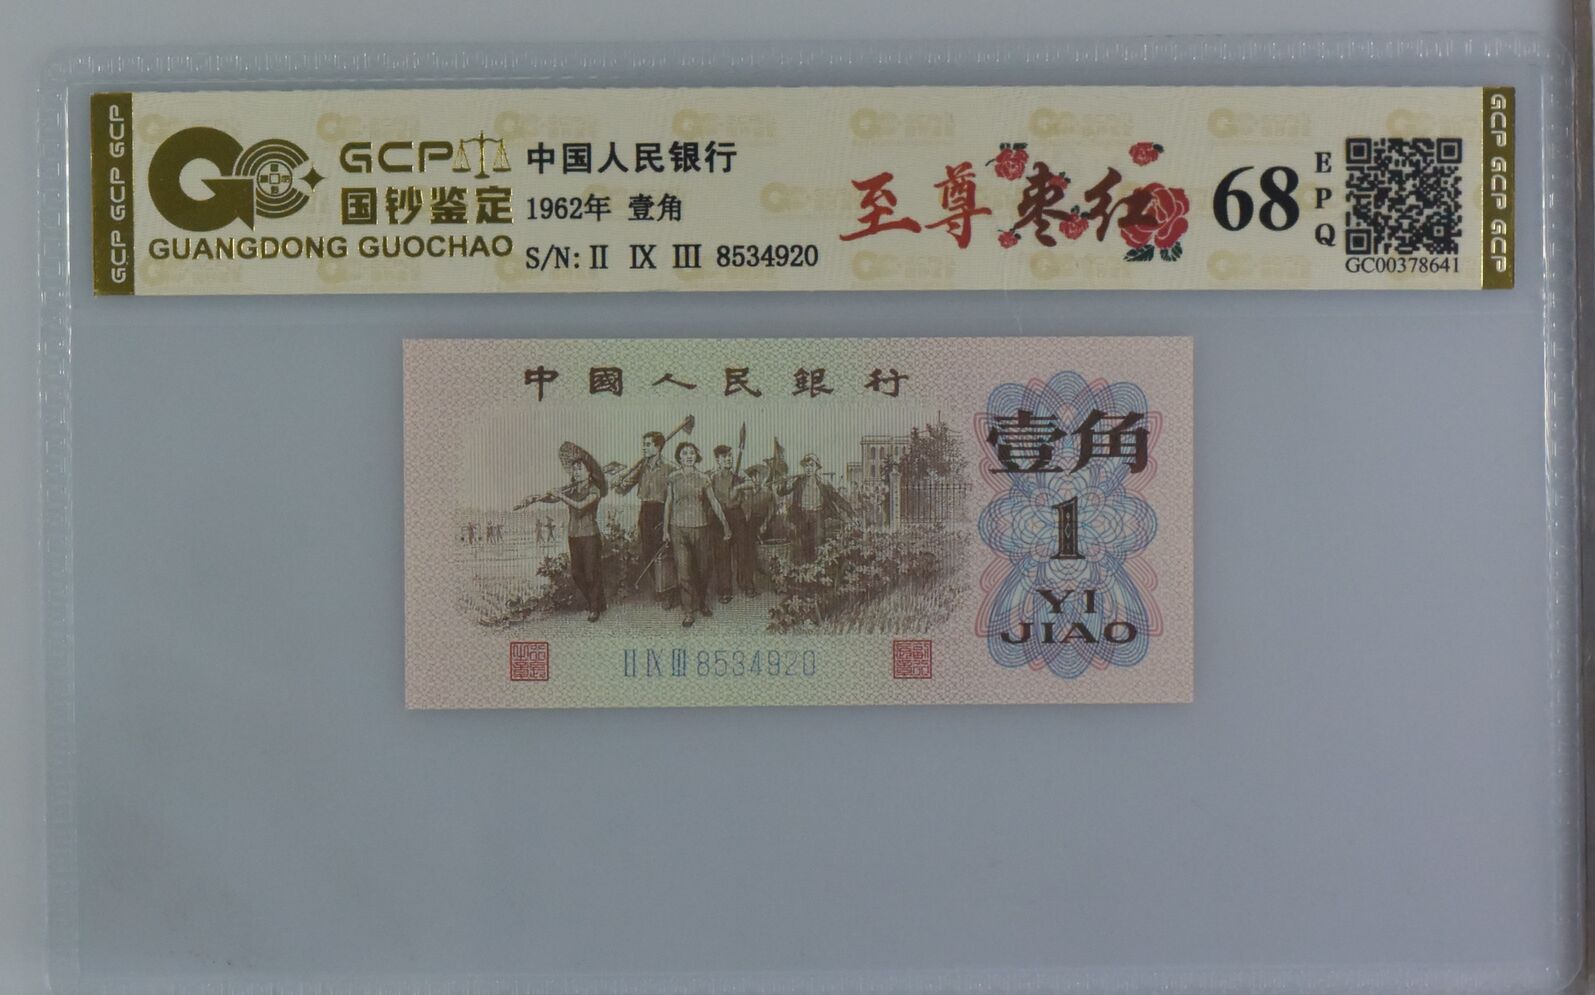 GCP GCP GCP
GCP
国钞鉴定
GUANGDONG GUOCHAO
中国人民银行
1962年 壹角
S/N: II IX III 8534920
至尊枣红
68
EPQ
GC00378641
GCP GCP GCP
中國人民銀行
壹角
1
YI
JIAO
II IX III 8534920